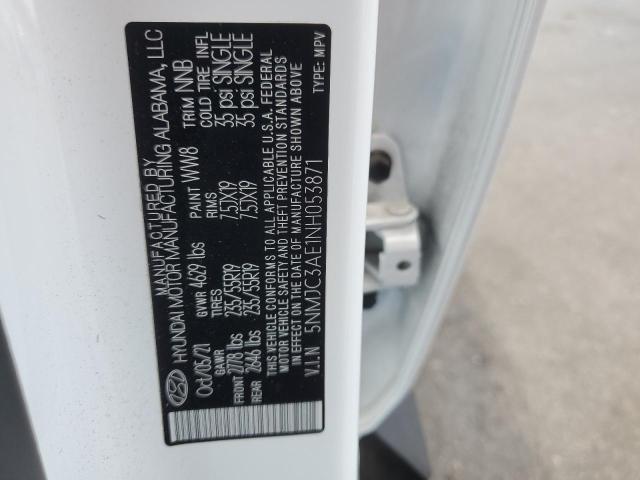 MANUFACTURED BY
HYUNDAI MOTOR MANUFACTURING ALABAMA, LLC
Oct/05/21 GVWR 4629 lbs PAINT WW8 TRIM NNB
GAWR TIRES RIMS COLD TIRE INFL
FRONT 2778 lbs 235/55R19 7.5JX19 35 psi SINGLE
REAR 2646 lbs 235/55R19 7.5JX19 35 psi SINGLE
THIS VEHICLE CONFORMS TO ALL APPLICABLE U.S.A. FEDERAL
MOTOR VEHICLE SAFETY AND THEFT PREVENTION STANDARDS
IN EFFECT ON THE DATE OF MANUFACTURE SHOWN ABOVE
V.I.N 5NMJC3AE1NH053871 TYPE: MPV